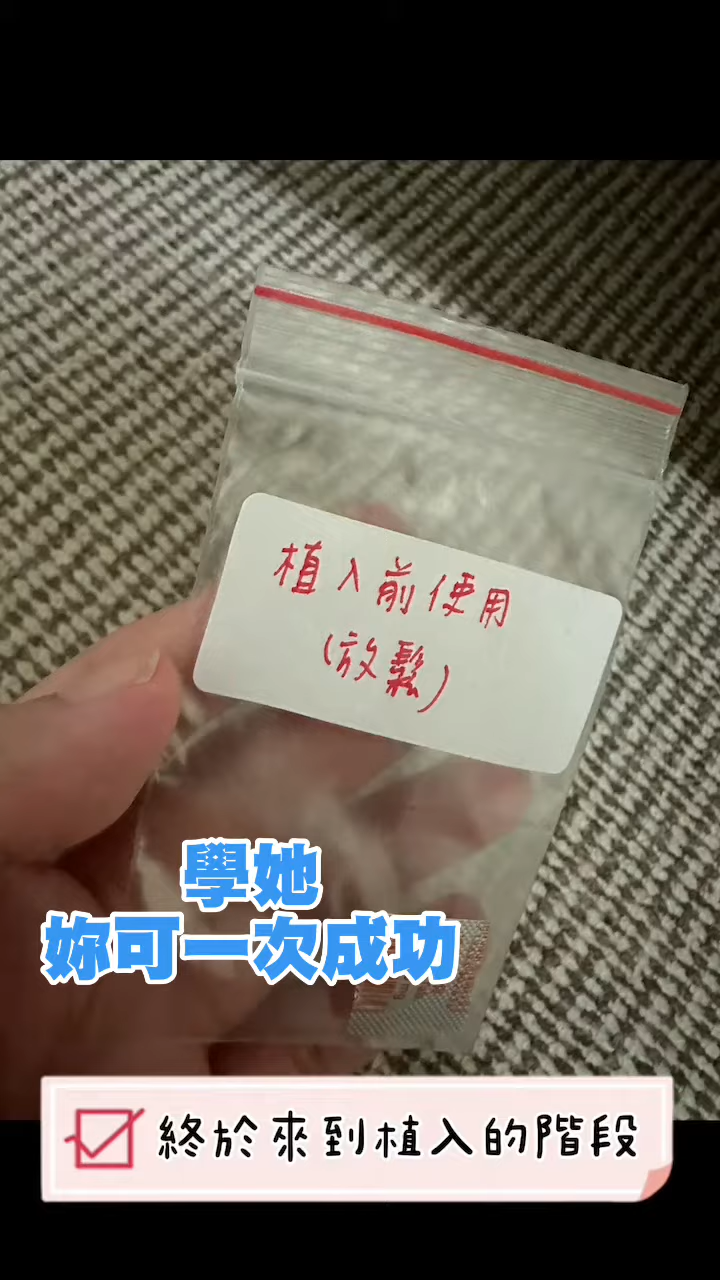 植入前使用
(放鬆)
學她
妳可一次成功
終於來到植入的階段